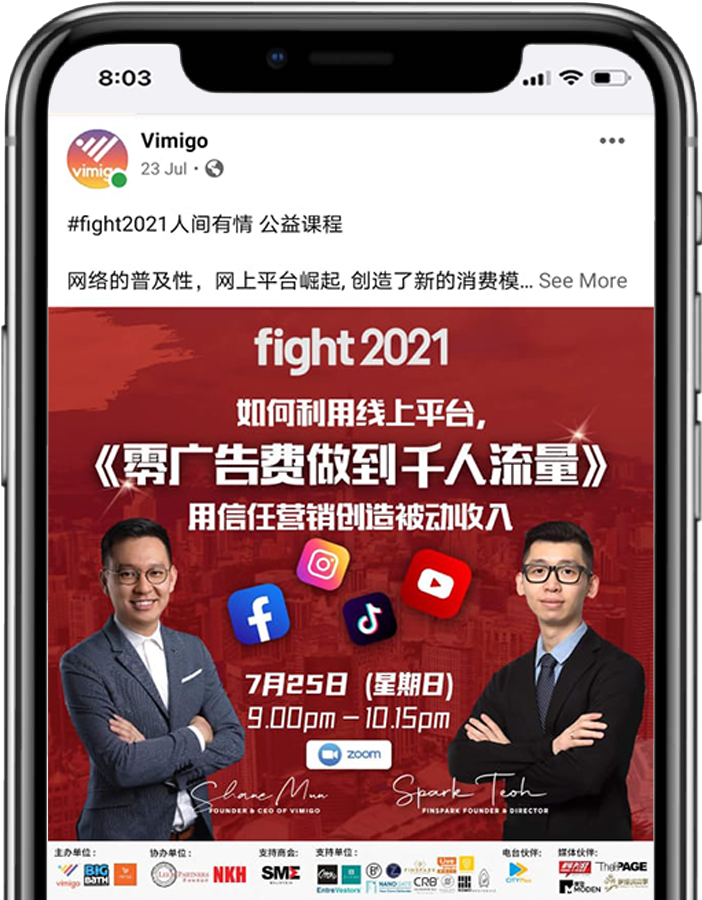 8:03
Vimigo
23 Jul ·
#fight2021人间有情 公益课程
网络的普及性，网上平台崛起, 创造了新的消费模... See More
fight 2021
如何利用线上平台,
《零广告费做到千人流量》
用信任营销创造被动收入
7月25日 (星期日)
9.00pm – 10.15pm
zoom
Shane Mun
FOUNDER & CEO OF VIMIGO
Spark Teoh
FINSPARK FOUNDER & DIRECTOR
主办单位：
协办单位：
支持商会：
支持单位：
电台伙伴：
媒体伙伴：
vimigo
BIG BATH
NKH
SME
EntreVestors
NANO
CRB
CITYPlus
ThePAGE
MODEN